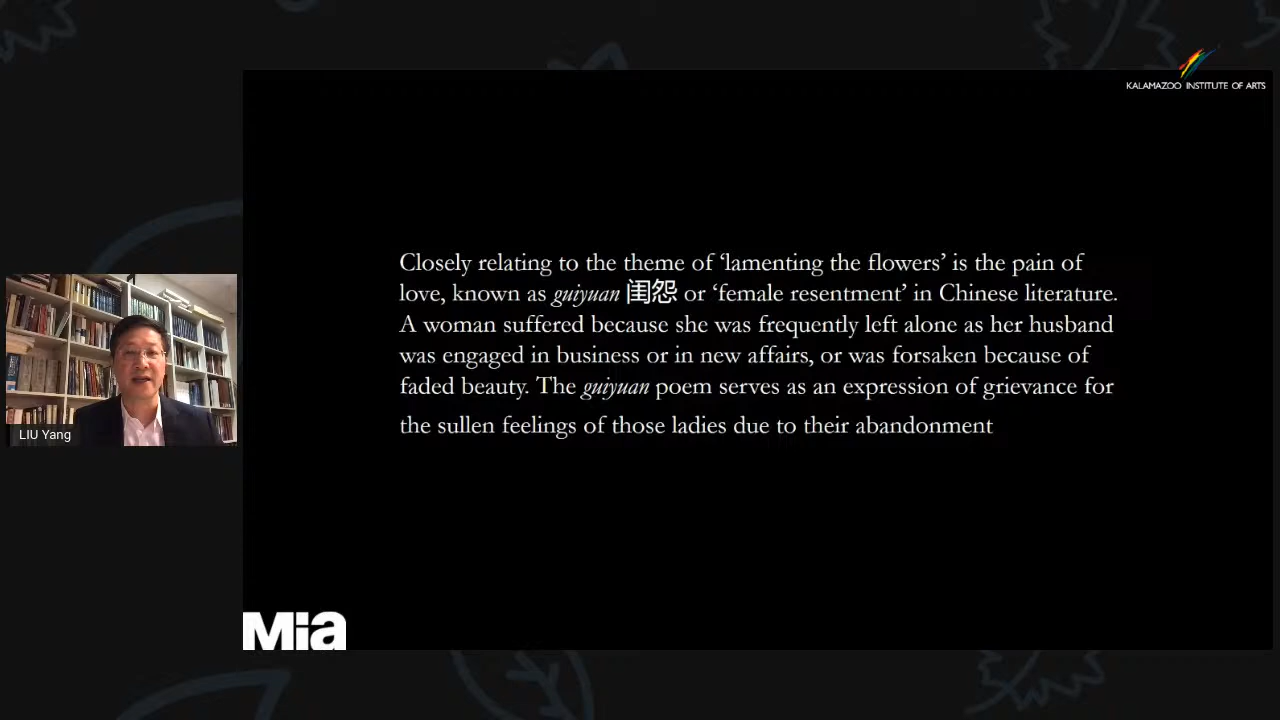 KALAMAZOO INSTITUTE OF ARTS
Closely relating to the theme of ‘lamenting the flowers’ is the pain of
love, known as guiyuan 闺怨 or ‘female resentment’ in Chinese literature.
A woman suffered because she was frequently left alone as her husband
was engaged in business or in new affairs, or was forsaken because of
faded beauty. The guiyuan poem serves as an expression of grievance for
the sullen feelings of those ladies due to their abandonment
LIU Yang
Mia